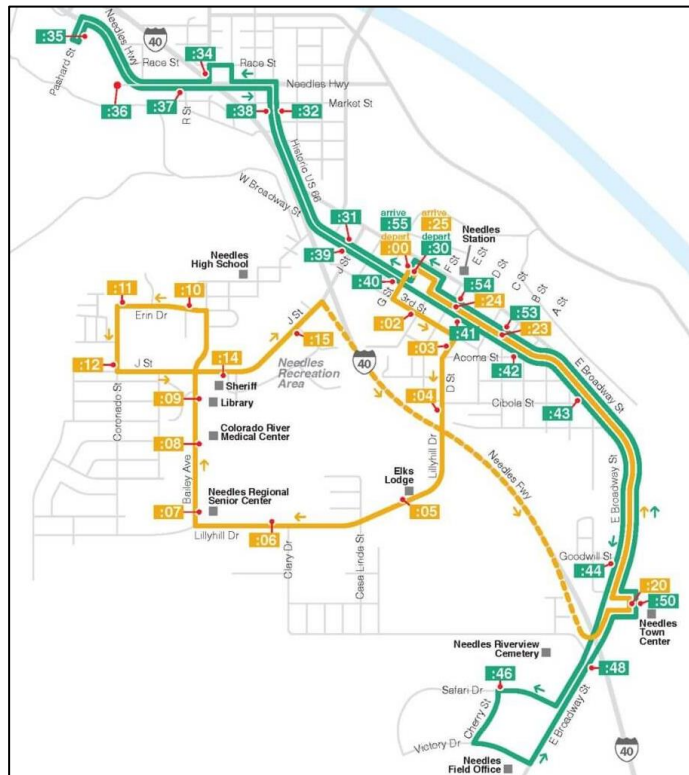 40
:35
Needles Hwy
:34
Race St
Race St
Pashard St
Needles Hwy
Market St
:36
:37
R St
:38
:32
Historic US 66
W Broadway St
:31
:39
J St
arrive
:55
arrive
:25
depart
:00
depart
:30
Needles
Station
F St
E St
D St
C St
B St
A St
:54
:24
:53
:23
:40
G St
3rd St
:41
:42
Acoma St
:02
:03
D St
Needles
High School
:11
:10
Erin Dr
J St
:15
:12
J St
:14
Sheriff
Needles
Recreation
Area
40
:04
Cibola St
:43
E Broadway St
Coronado St
:09
Library
:08
Colorado River
Medical Center
Bailey Ave
Lillyhill Dr
Needles Fwy
E Broadway St
Elks
Lodge
:05
:07
Needles Regional
Senior Center
Lillyhill Dr
:06
Clary Dr
Casa Linda St
Goodwill St
:44
:20
:50
Needles
Town
Center
Needles Riverview
Cemetery
:48
:46
Safari Dr
Cherry St
E Broadway St
Victory Dr
Needles
Field Office
40